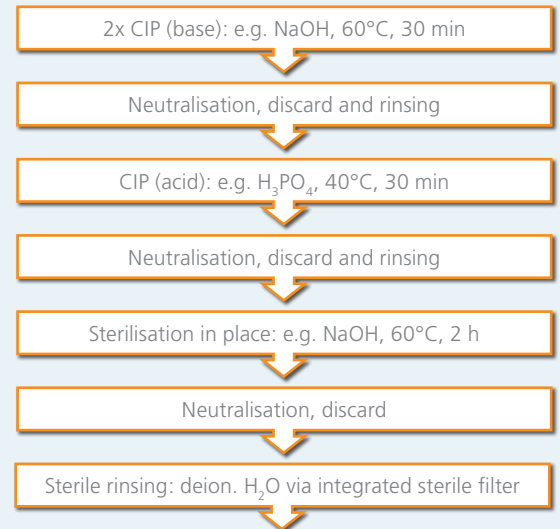 2x CIP (base): e.g. NaOH, 60°C, 30 min
Neutralisation, discard and rinsing
CIP (acid): e.g. H₃PO₄, 40°C, 30 min
Neutralisation, discard and rinsing
Sterilisation in place: e.g. NaOH, 60°C, 2 h
Neutralisation, discard
Sterile rinsing: deion. H₂O via integrated sterile filter